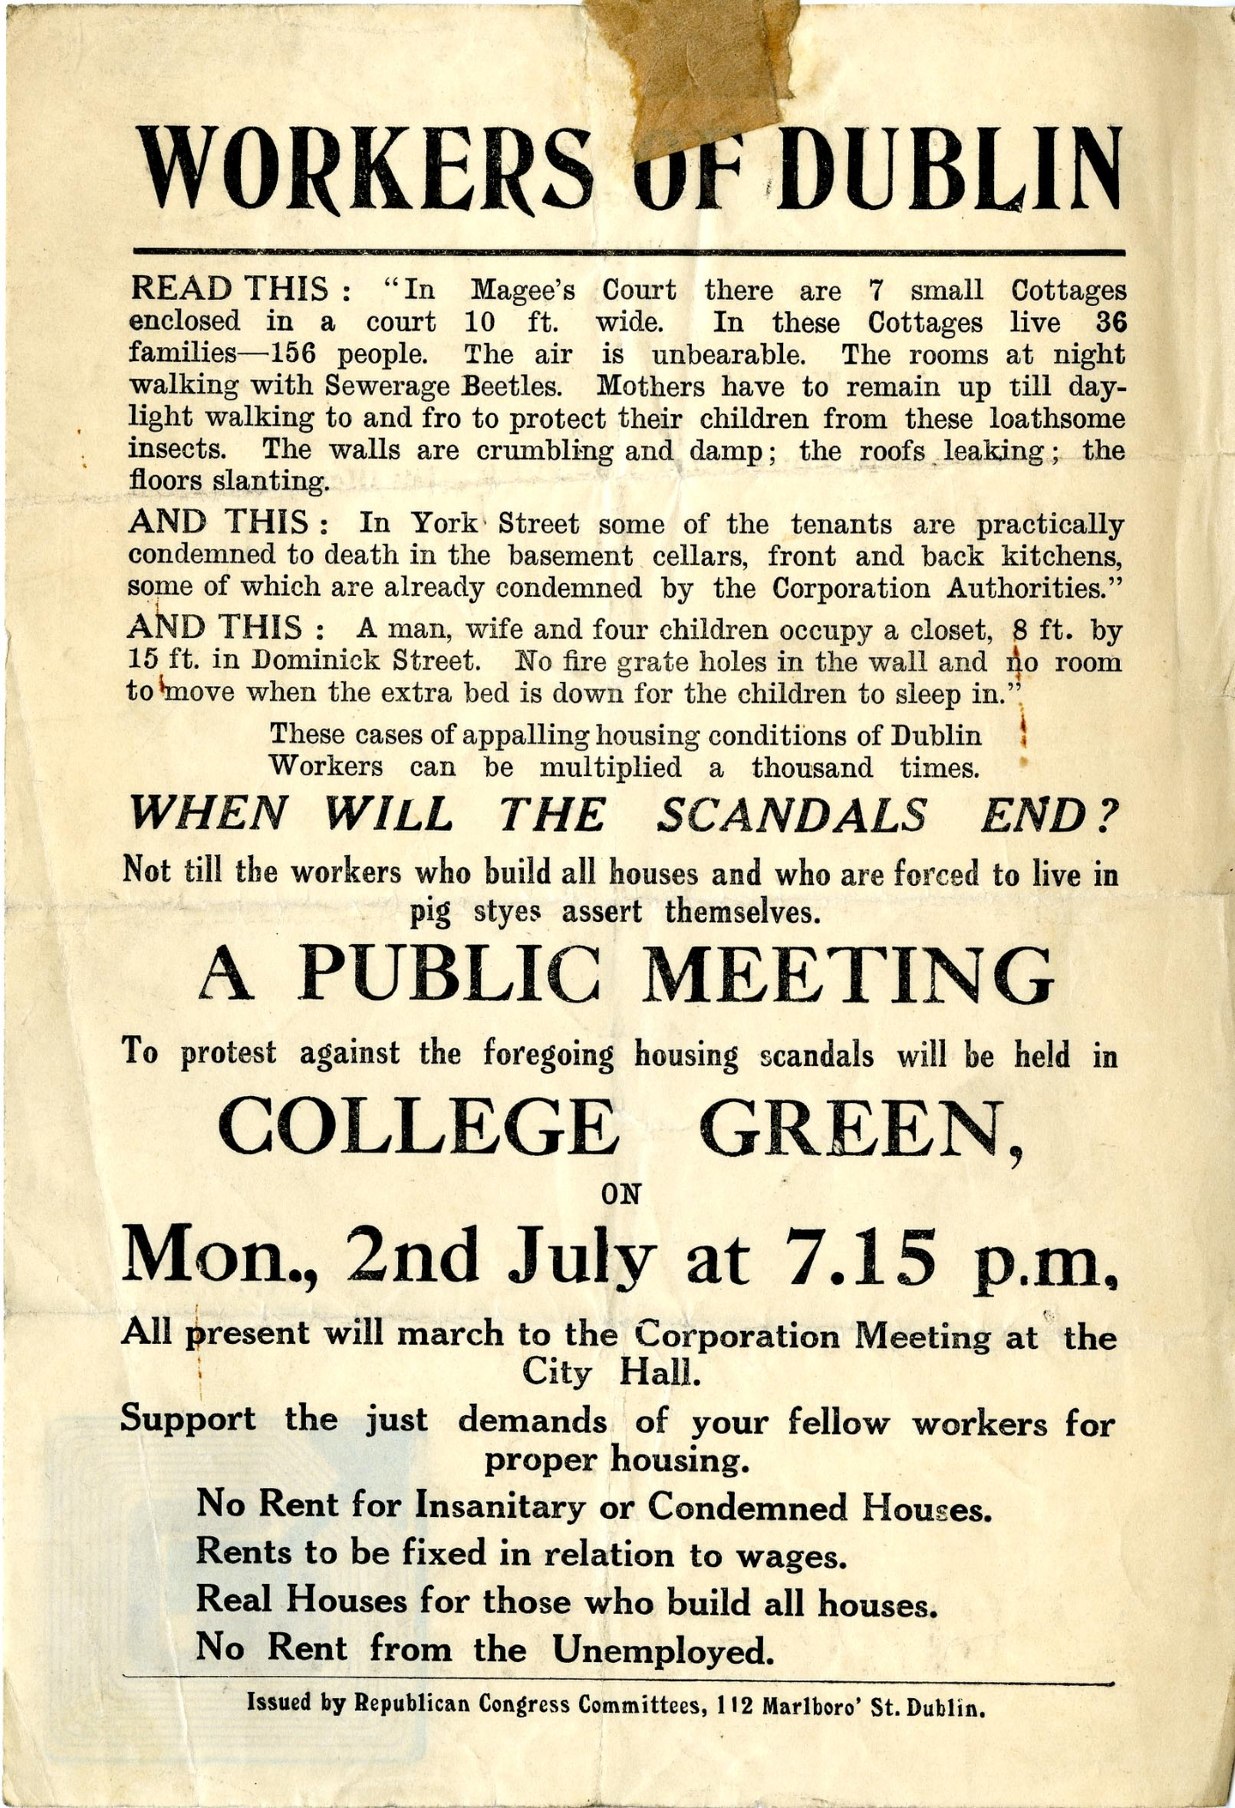 WORKERS OF DUBLIN
READ THIS : "In Magee's Court there are 7 small Cottages
enclosed in a court 10 ft. wide. In these Cottages live 36
families—156 people. The air is unbearable. The rooms at night
walking with Sewerage Beetles. Mothers have to remain up till day-
light walking to and fro to protect their children from these loathsome
insects. The walls are crumbling and damp; the roofs leaking; the
floors slanting.
AND THIS : In York Street some of the tenants are practically
condemned to death in the basement cellars, front and back kitchens,
some of which are already condemned by the Corporation Authorities."
AND THIS : A man, wife and four children occupy a closet, 8 ft. by
15 ft. in Dominick Street. No fire grate holes in the wall and no room
to move when the extra bed is down for the children to sleep in."
These cases of appalling housing conditions of Dublin
Workers can be multiplied a thousand times.
WHEN WILL THE SCANDALS END?
Not till the workers who build all houses and who are forced to live in
pig styes assert themselves.
A PUBLIC MEETING
To protest against the foregoing housing scandals will be held in
COLLEGE GREEN,
ON
Mon., 2nd July at 7.15 p.m,
All present will march to the Corporation Meeting at the
City Hall.
Support the just demands of your fellow workers for
proper housing.
No Rent for Insanitary or Condemned Houses.
Rents to be fixed in relation to wages.
Real Houses for those who build all houses.
No Rent from the Unemployed.
Issued by Republican Congress Committees, 112 Marlboro' St. Dublin.